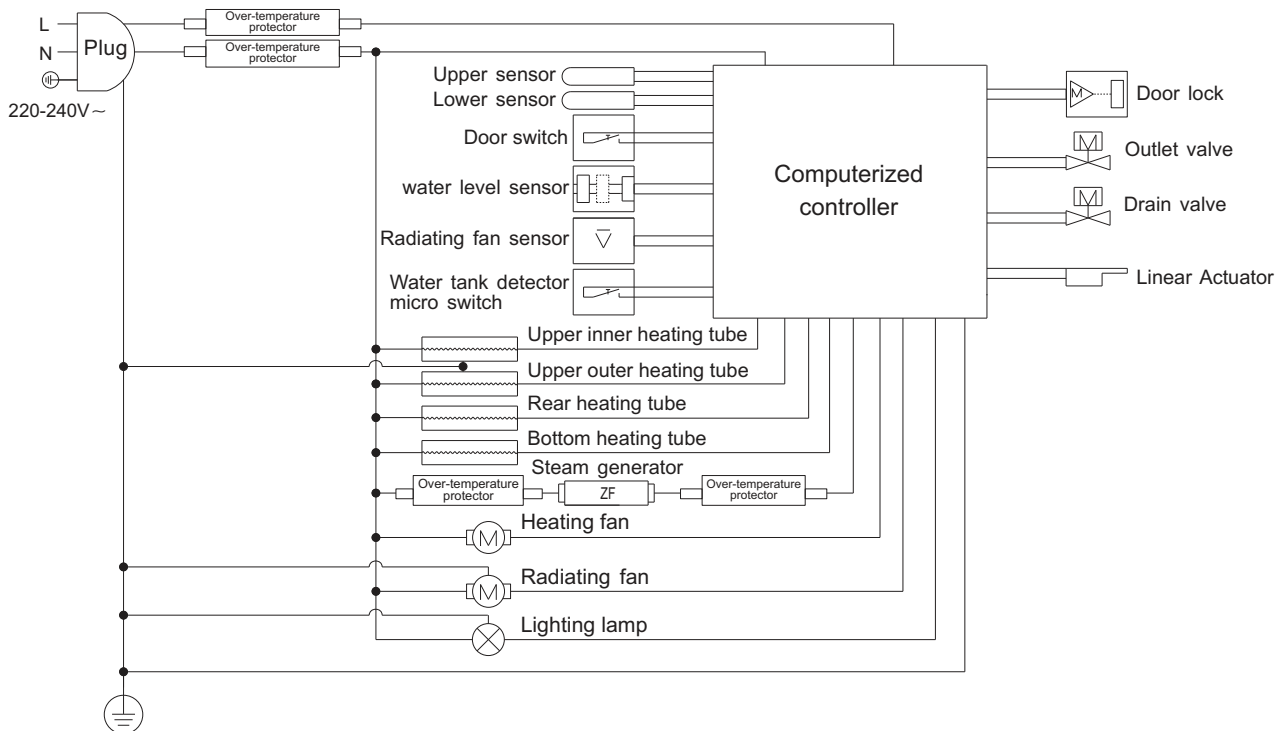 L
N
Plug
220-240V~
Over-temperature
protector
Over-temperature
protector
Upper sensor
Lower sensor
Door switch
water level sensor
Radiating fan sensor
Water tank detector
micro switch
Computerized
controller
M
Door lock
M
Outlet valve
M
Drain valve
Linear Actuator
Upper inner heating tube
Upper outer heating tube
Rear heating tube
Bottom heating tube
Steam generator
Over-temperature
protector
ZF
Over-temperature
protector
Heating fan
M
Radiating fan
M
Lighting lamp